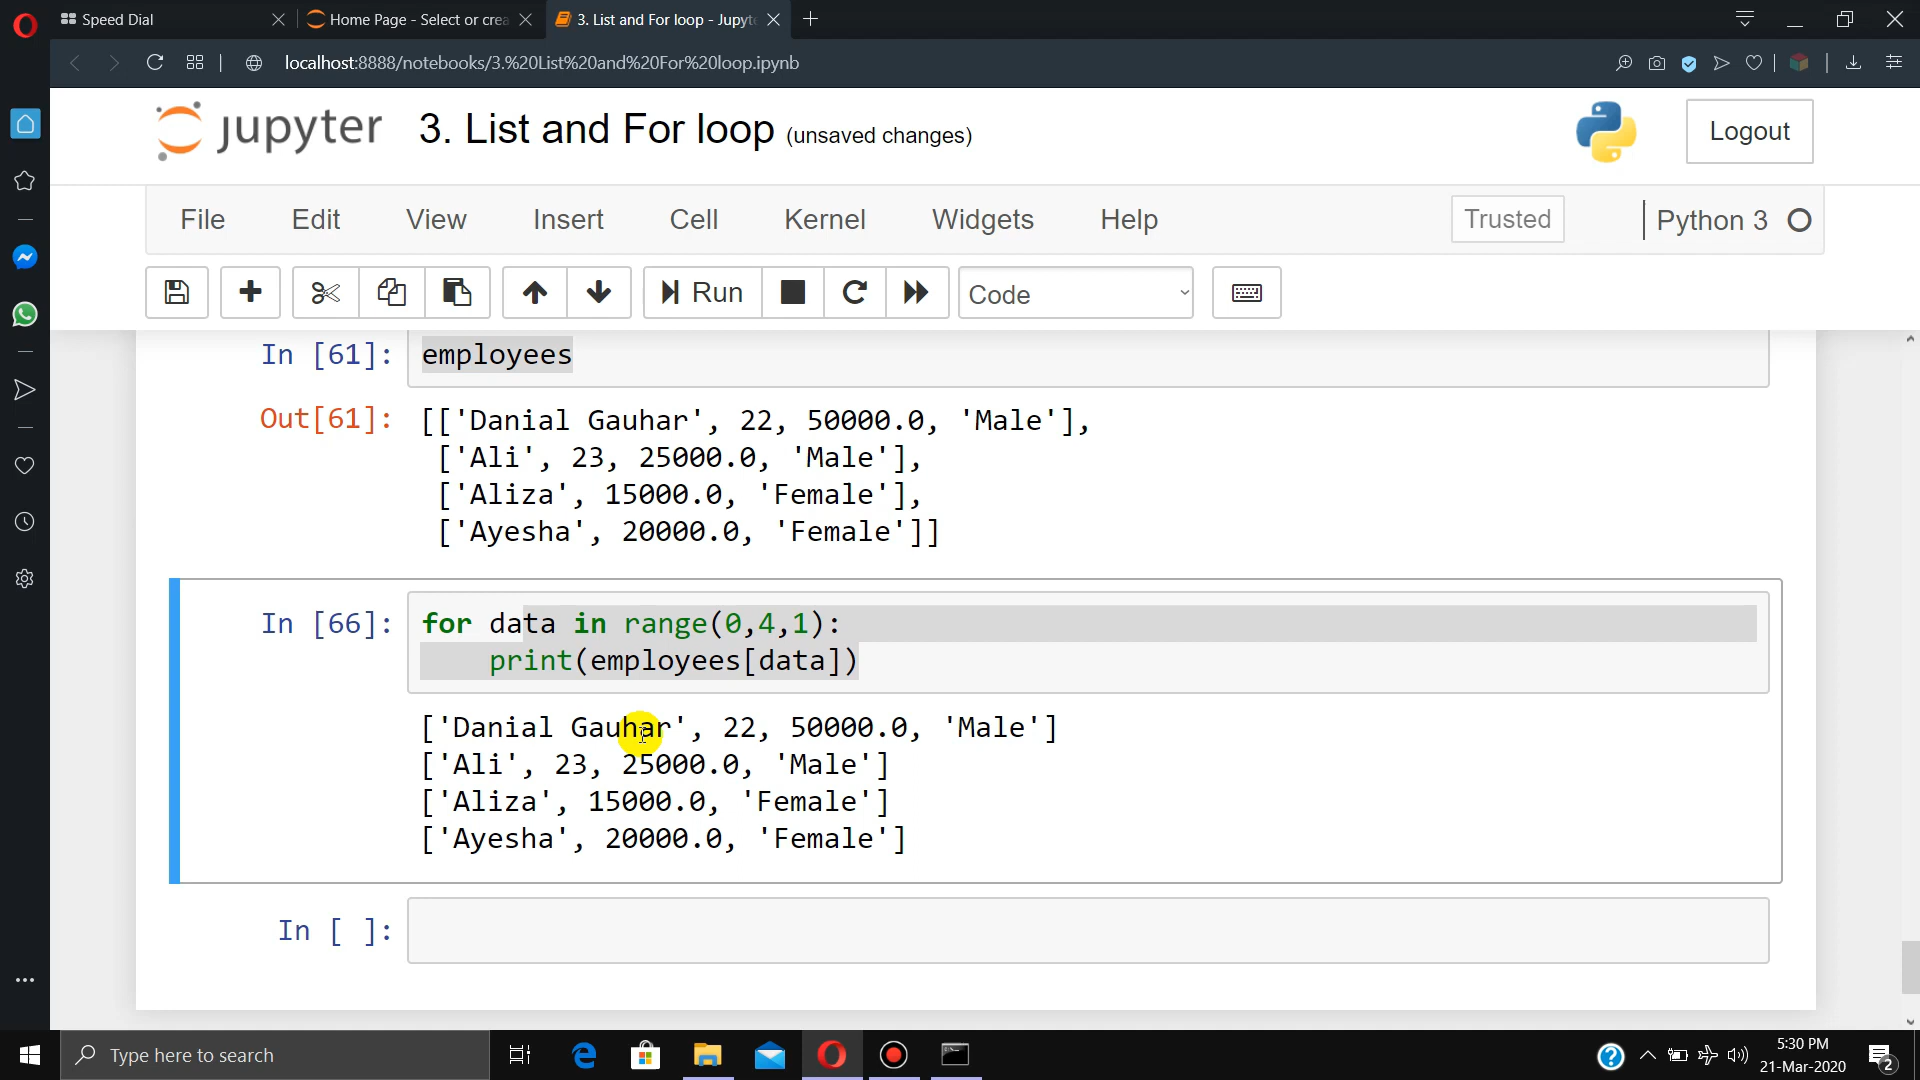 Speed Dial
Home Page - Select or crea
3. List and For loop - Jupyt
localhost:8888/notebooks/3.%20List%20and%20For%20loop.ipynb
jupyter 3. List and For loop (unsaved changes)
Logout
File Edit View Insert Cell Kernel Widgets Help
Trusted
Python 3
Run
Code
In [61]: employees
Out[61]: [['Danial Gauhar', 22, 50000.0, 'Male'],
['Ali', 23, 25000.0, 'Male'],
['Aliza', 15000.0, 'Female'],
['Ayesha', 20000.0, 'Female']]
In [66]: for data in range(0,4,1):
print(employees[data])
['Danial Gauhar', 22, 50000.0, 'Male']
['Ali', 23, 25000.0, 'Male']
['Aliza', 15000.0, 'Female']
['Ayesha', 20000.0, 'Female']
In [ ]:
Type here to search
5:30 PM
21-Mar-2020
2